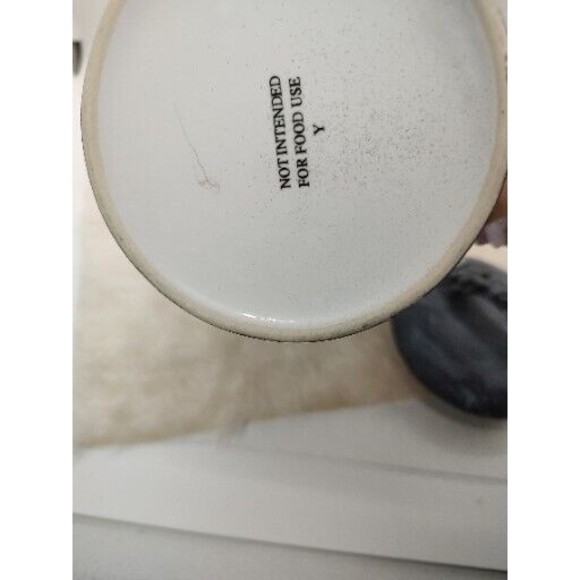 NOT INTENDED
FOR FOOD USE
Y